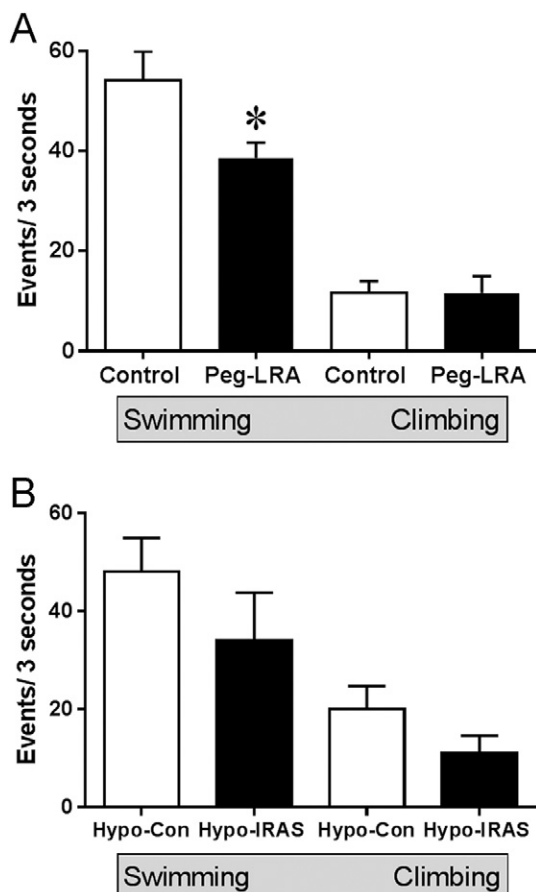 A
60
40
20
0
Events/ 3 seconds
*
Control Peg-LRA Control Peg-LRA
Swimming Climbing
B
60
40
20
0
Events/ 3 seconds
Hypo-Con Hypo-IRAS Hypo-Con Hypo-IRAS
Swimming Climbing